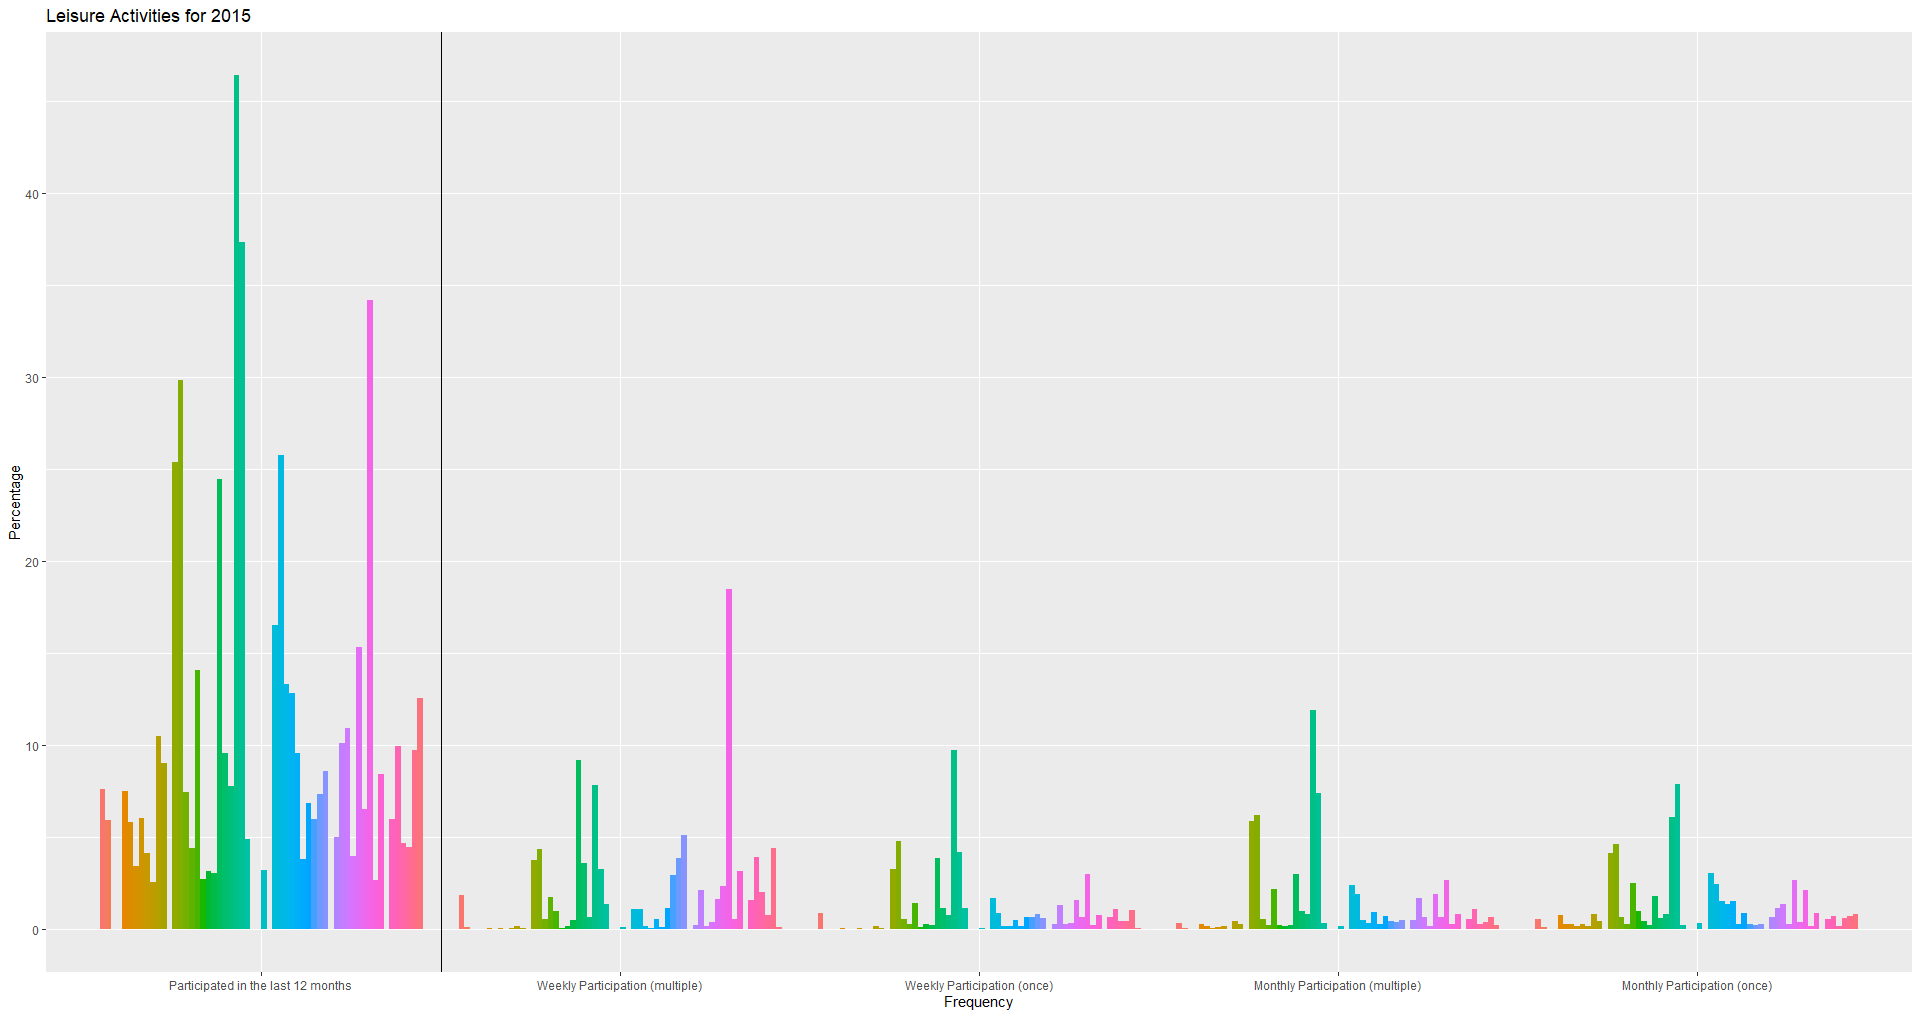 Leisure Activities for 2015
Percentage
40
30
20
10
0
Participated in the last 12 months
Weekly Participation (multiple)
Weekly Participation (once)
Monthly Participation (multiple)
Monthly Participation (once)
Frequency